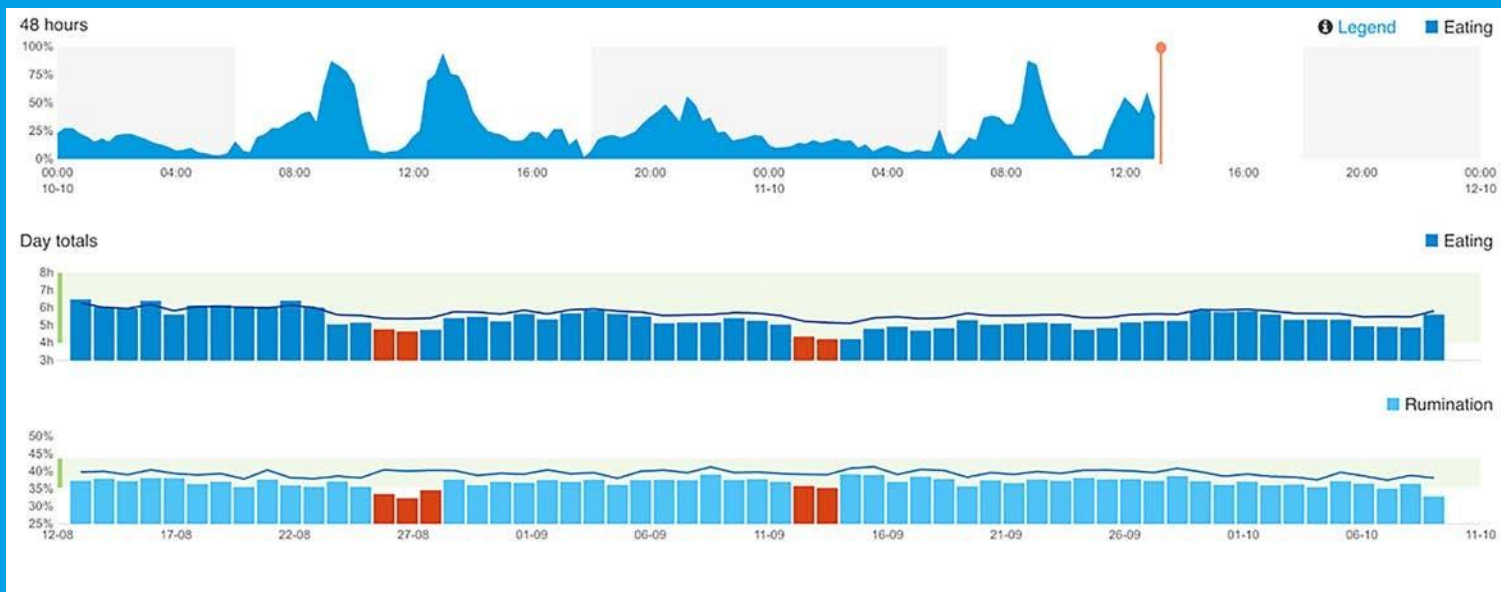 48 hours
Legend Eating
100%
75%
50%
25%
0%
00:00 04:00 08:00 12:00 16:00 20:00 00:00 04:00 08:00 12:00 16:00 20:00 00:00
10-10 11-10 12-10
Day totals
Eating
8h
7h
6h
5h
4h
3h
Rumination
50%
45%
40%
35%
30%
25%
12-08 17-08 22-08 27-08 01-09 06-09 11-09 16-09 21-09 26-09 01-10 06-10 11-10